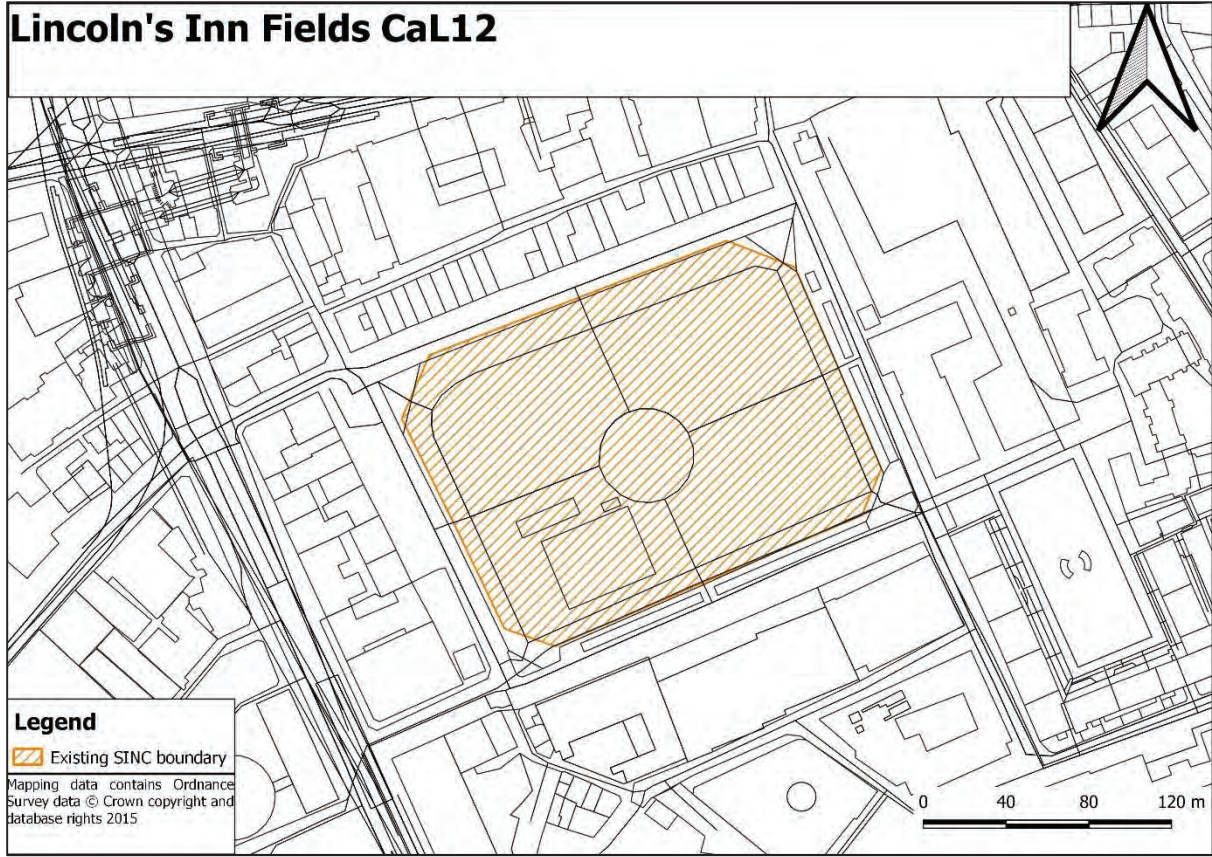 Lincoln's Inn Fields CaL12
Legend
Existing SINC boundary
Mapping data contains Ordnance
Survey data © Crown copyright and
database rights 2015
0 40 80 120 m